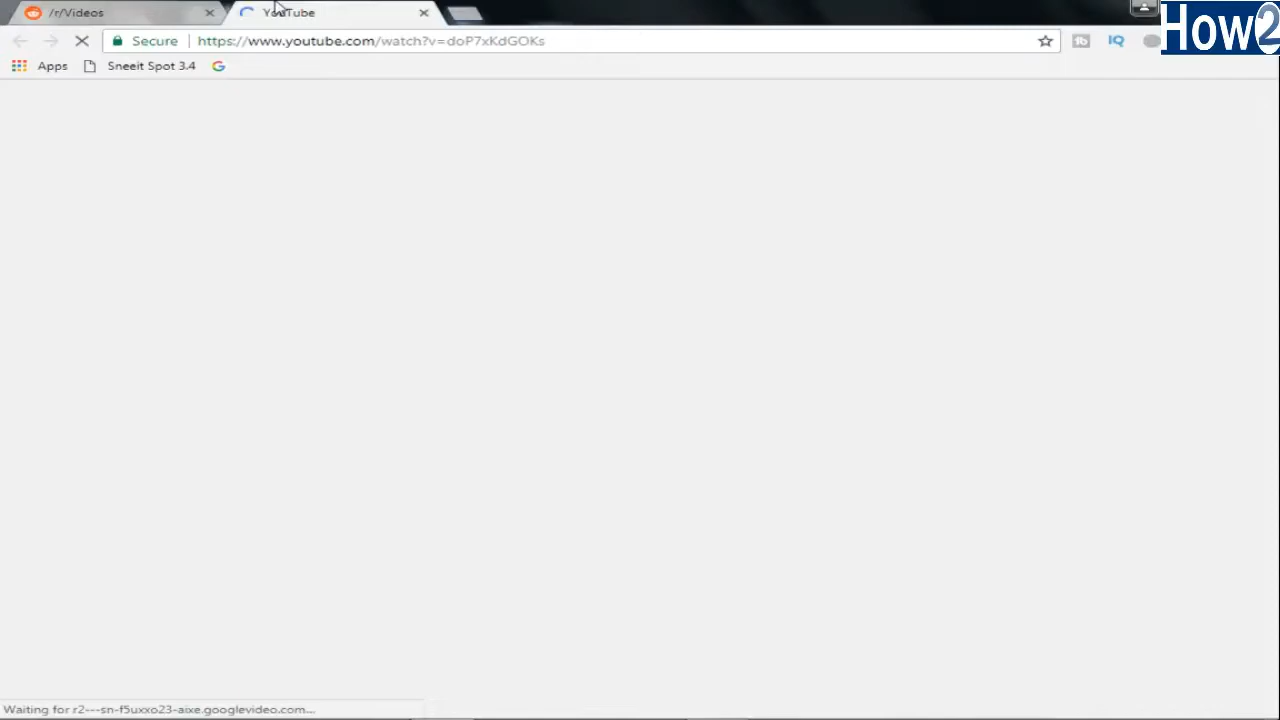 /r/Videos
YouTube
How2
Secure
https://www.youtube.com/watch?v=doP7xKdGOKs
IQ
Apps
Sneeit Spot 3.4
G
Waiting for r2---sn-f5uxxo23-aixe.googlevideo.com...